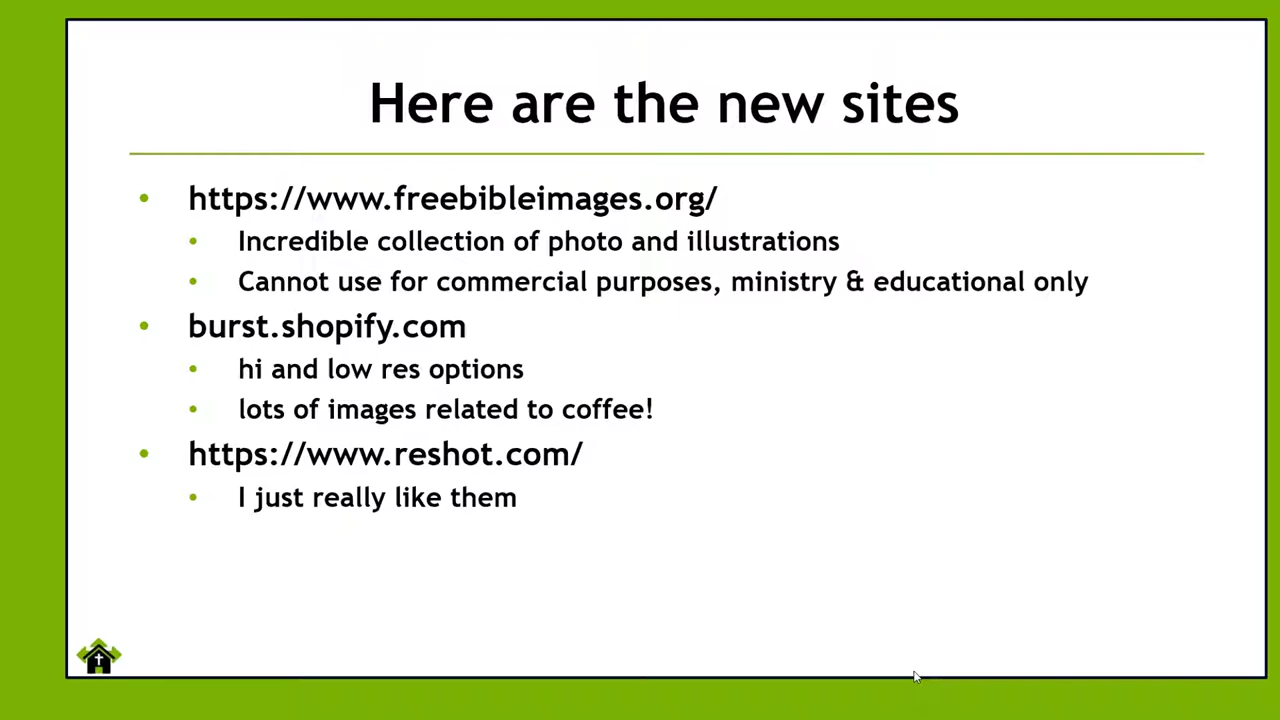 Here are the new sites
https://www.freebibleimages.org/
Incredible collection of photo and illustrations
Cannot use for commercial purposes, ministry & educational only
burst.shopify.com
hi and low res options
lots of images related to coffee!
https://www.reshot.com/
I just really like them